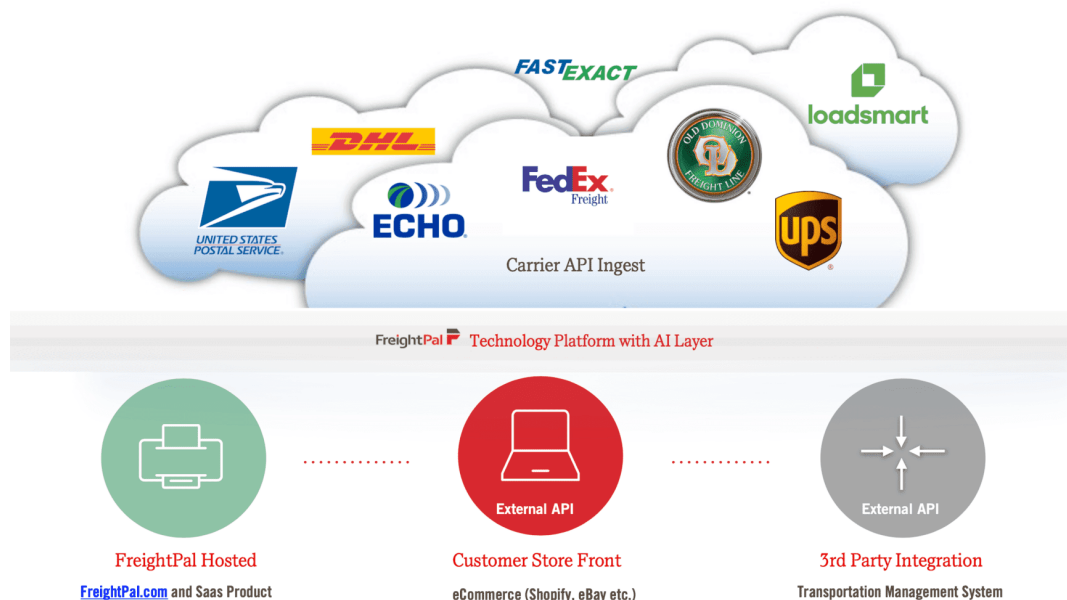 FASTEXACT
loadsmart
DHL
OLD DOMINION
OD
FREIGHT LINE
FedEx®
Freight
UNITED STATES
POSTAL SERVICE®
ECHO®
ups
®
Carrier API Ingest
FreightPal Technology Platform with AI Layer
External API
External API
FreightPal Hosted
Customer Store Front
3rd Party Integration
FreightPal.com and Saas Product
eCommerce (Shopify, eBay etc.)
Transportation Management System